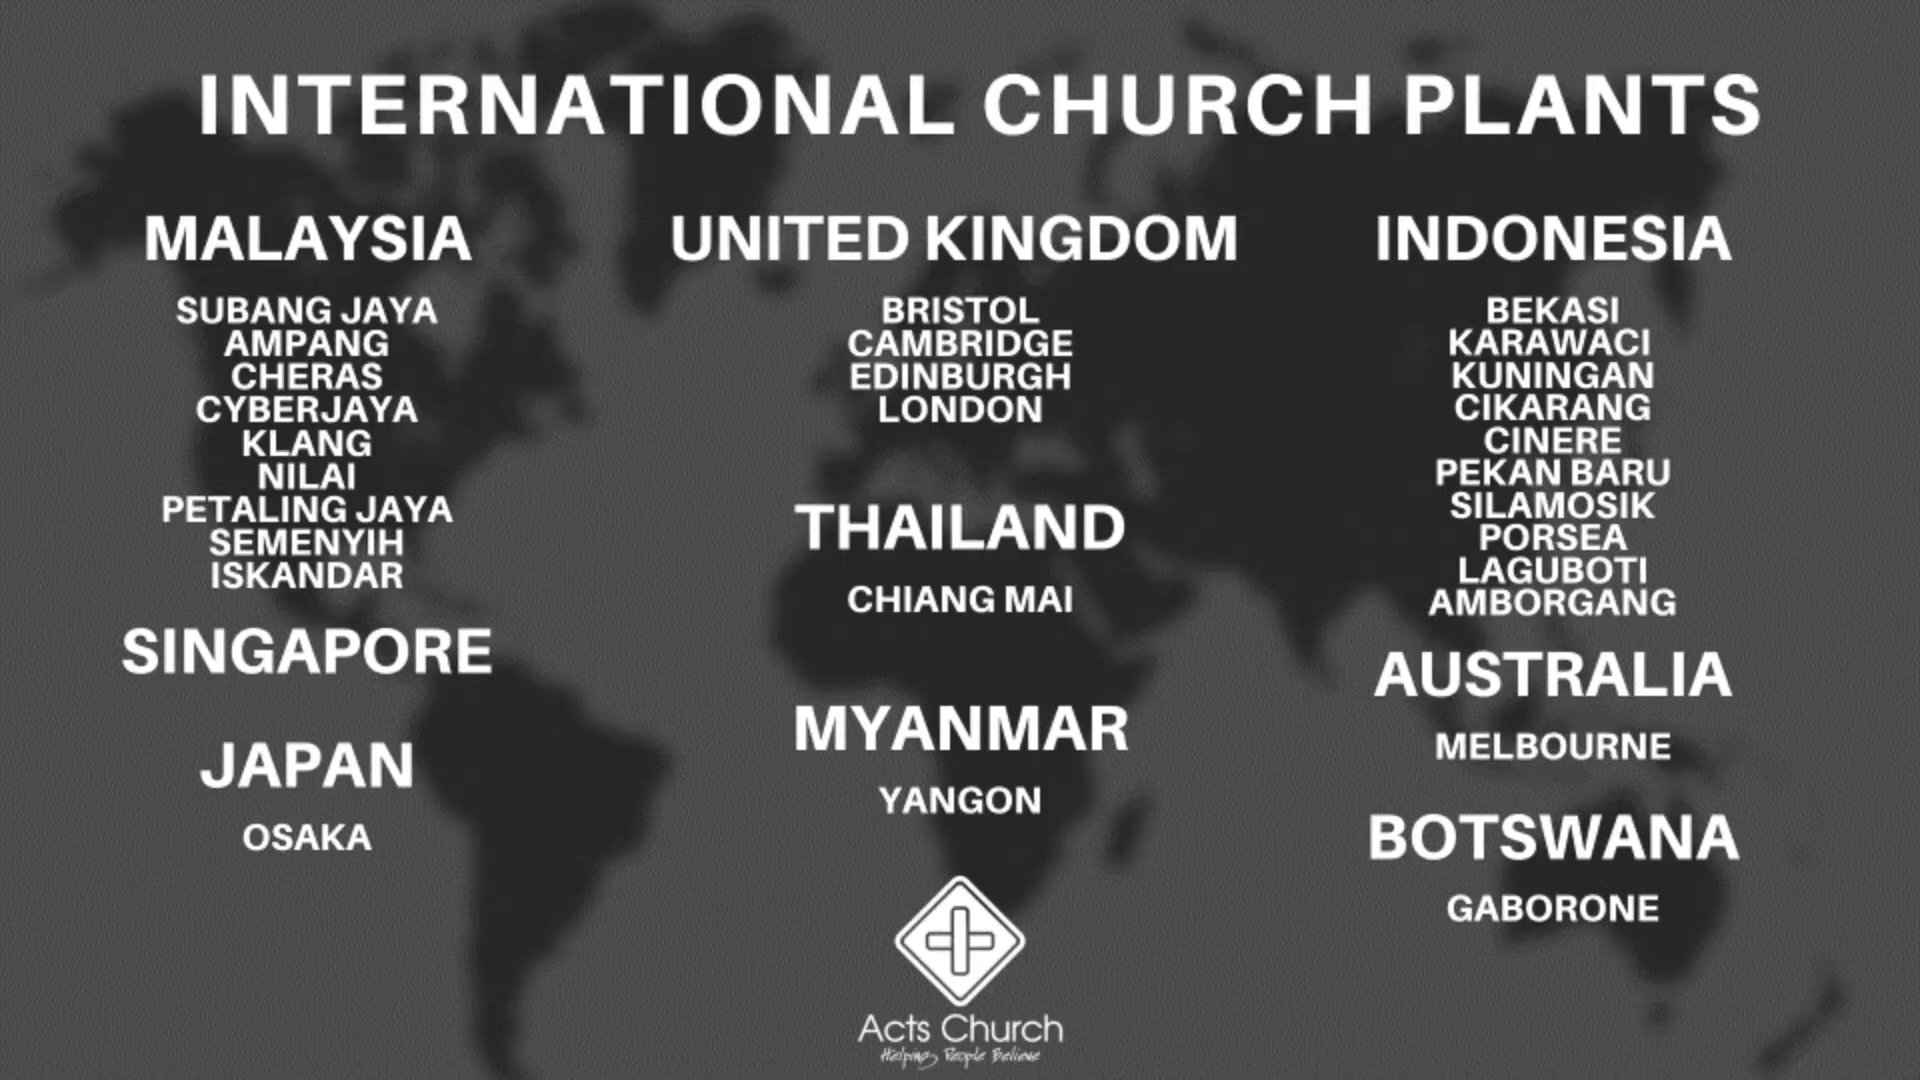 INTERNATIONAL CHURCH PLANTS
MALAYSIA
SUBANG JAYA
AMPANG
CHERAS
CYBERJAYA
KLANG
NILAI
PETALING JAYA
SEMENYIH
ISKANDAR
SINGAPORE
JAPAN
OSAKA
UNITED KINGDOM
BRISTOL
CAMBRIDGE
EDINBURGH
LONDON
THAILAND
CHIANG MAI
MYANMAR
YANGON
INDONESIA
BEKASI
KARAWACI
KUNINGAN
CIKARANG
CINERE
PEKAN BARU
SILAMOSIK
PORSEA
LAGUBOTI
AMBORGANG
AUSTRALIA
MELBOURNE
BOTSWANA
GABORONE
Acts Church
Helping People Believe